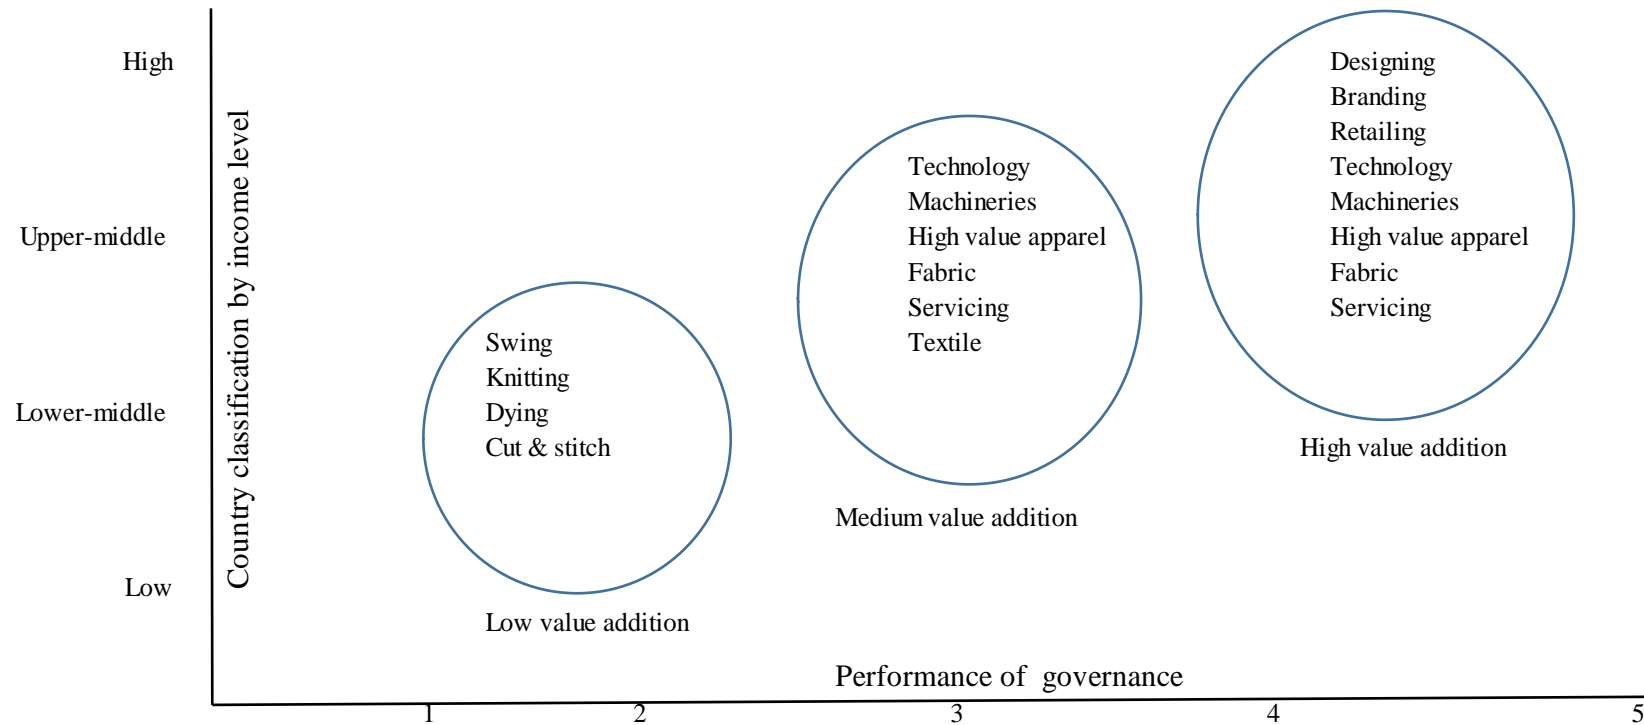 High
Upper-middle
Lower-middle
Low
Country classification by income level
Swing
Knitting
Dying
Cut & stitch
Low value addition
Technology
Machineries
High value apparel
Fabric
Servicing
Textile
Medium value addition
Designing
Branding
Retailing
Technology
Machineries
High value apparel
Fabric
Servicing
High value addition
Performance of governance
1 2 3 4 5